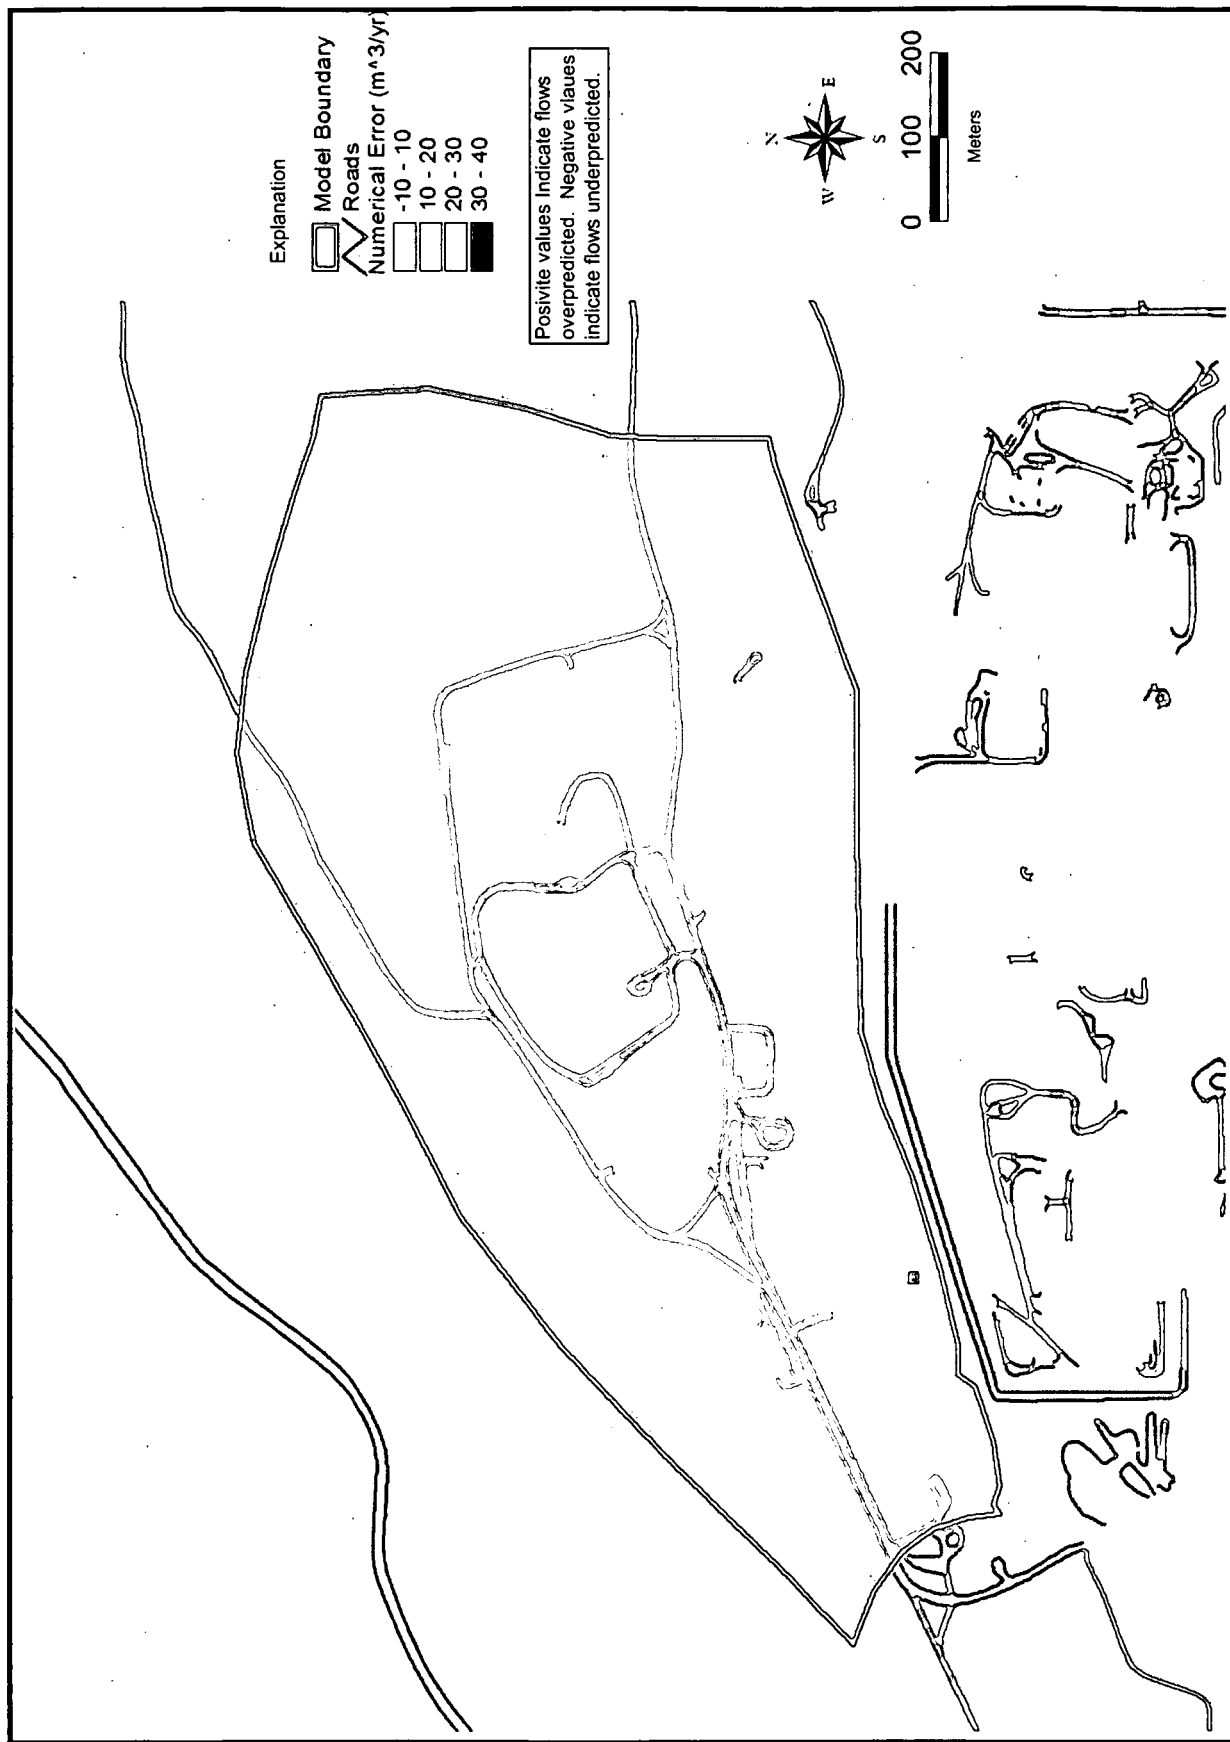 Explanation
Model Boundary
Roads
Numerical Error (m^3/yr)
-10 - 10
10 - 20
20 - 30
30 - 40
Posivite values Indicate flows
overpredicted. Negative vlaues
indicate flows underpredicted.
N
E
S
W
0 100 200
Meters